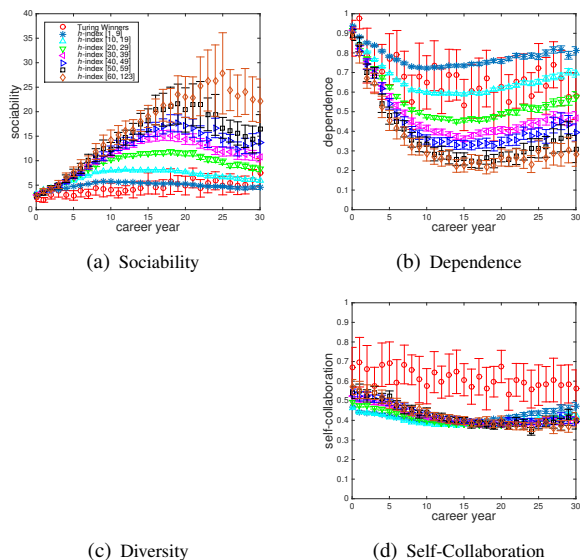 40
35
30
25
20
15
10
5
0
sociability
Turing Winners
h-index [1, 9]
h-index [10, 19]
h-index [20, 29]
h-index [30, 39]
h-index [40, 49]
h-index [50, 59]
h-index [60, 123]
0 5 10 15 20 25 30
career year
(a) Sociability
1
0.9
0.8
0.7
0.6
0.5
0.4
0.3
0.2
0.1
0
dependence
0 5 10 15 20 25 30
career year
(b) Dependence
(c) Diversity
1
0.9
0.8
0.7
0.6
0.5
0.4
0.3
0.2
0.1
0
self-collaboration
0 5 10 15 20 25 30
career year
(d) Self-Collaboration